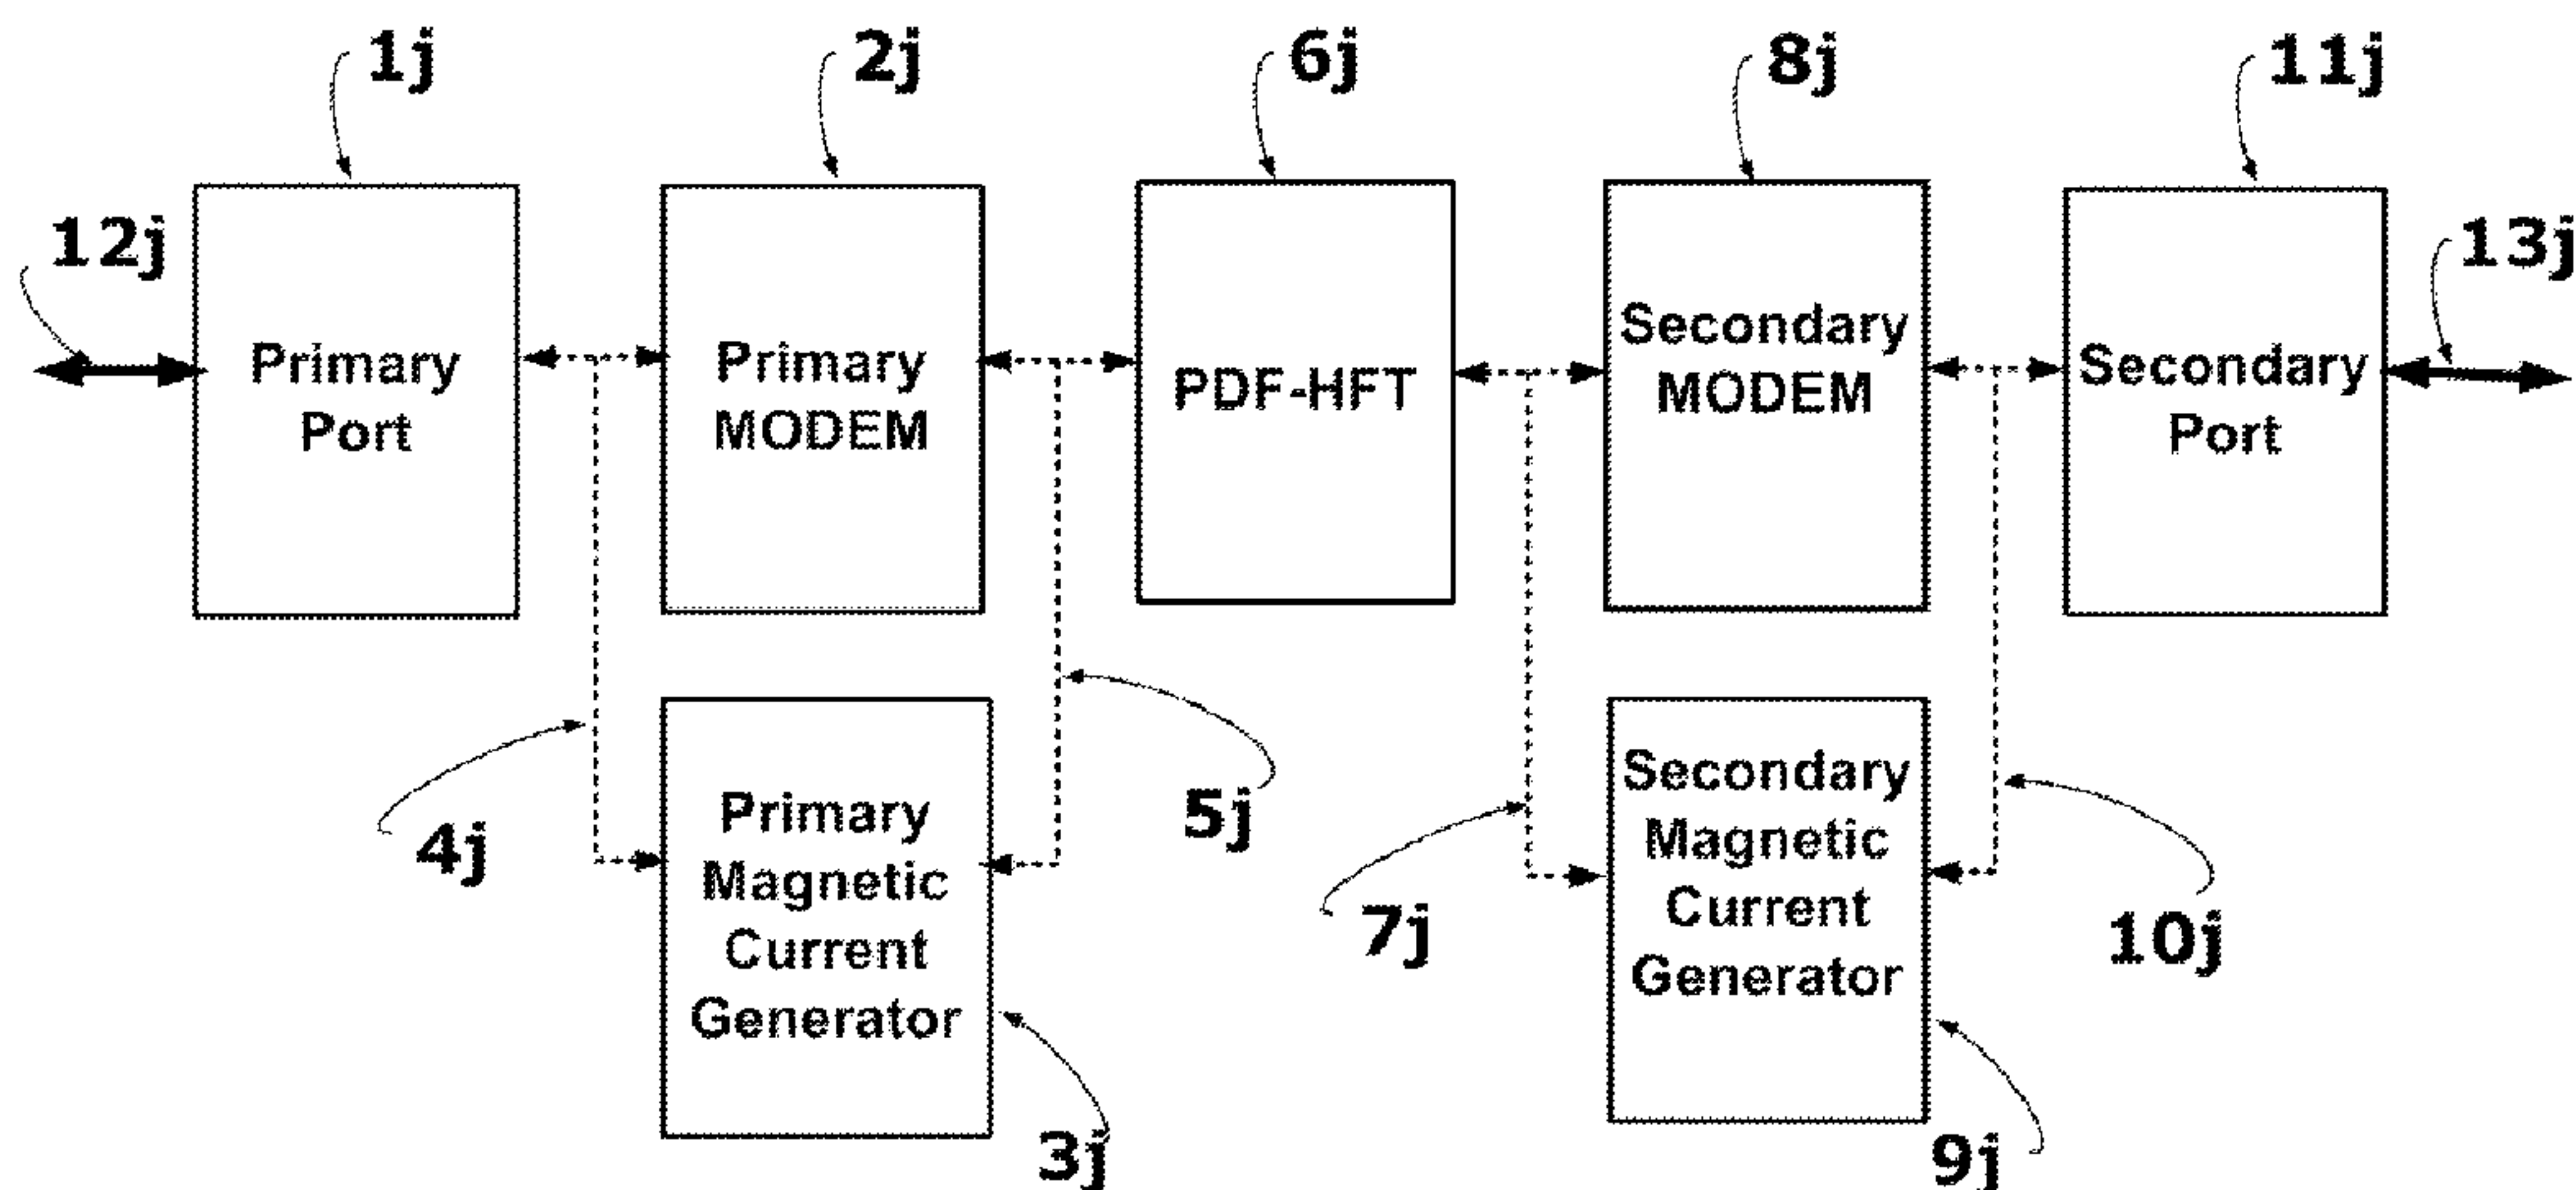 1j
2j
6j
8j
11j
12j
13j
Primary
Port
Primary
MODEM
PDF-HFT
Secondary
MODEM
Secondary
Port
4j
5j
7j
10j
Primary
Magnetic
Current
Generator
Secondary
Magnetic
Current
Generator
3j
9j